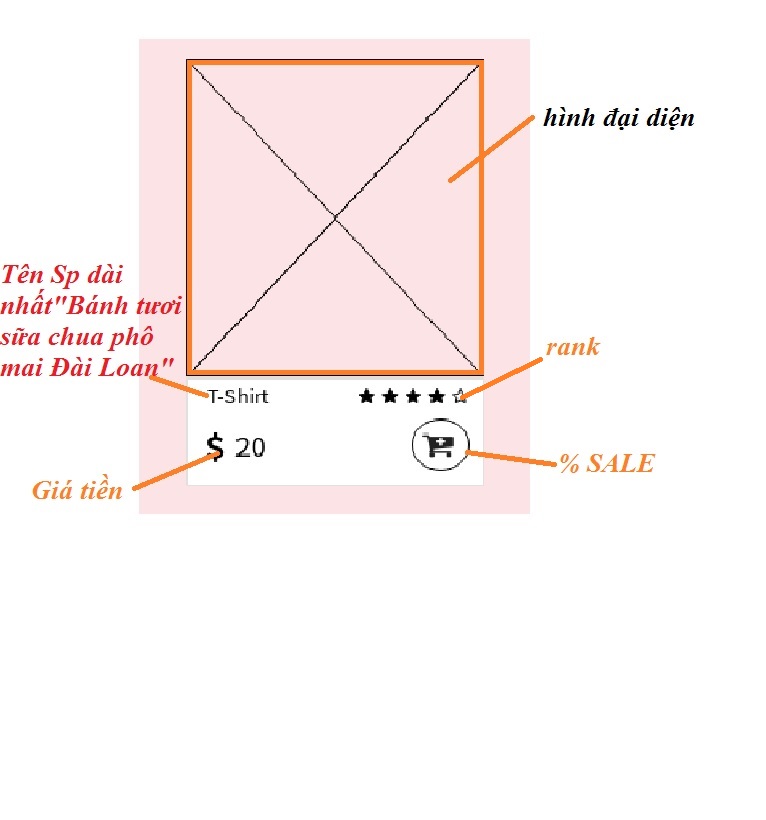 hình đại diện
Tên Sp dài
nhất"Bánh tươi
sữa chua phô
mai Đài Loan"
rank
T-Shirt
$ 20
% SALE
Giá tiền